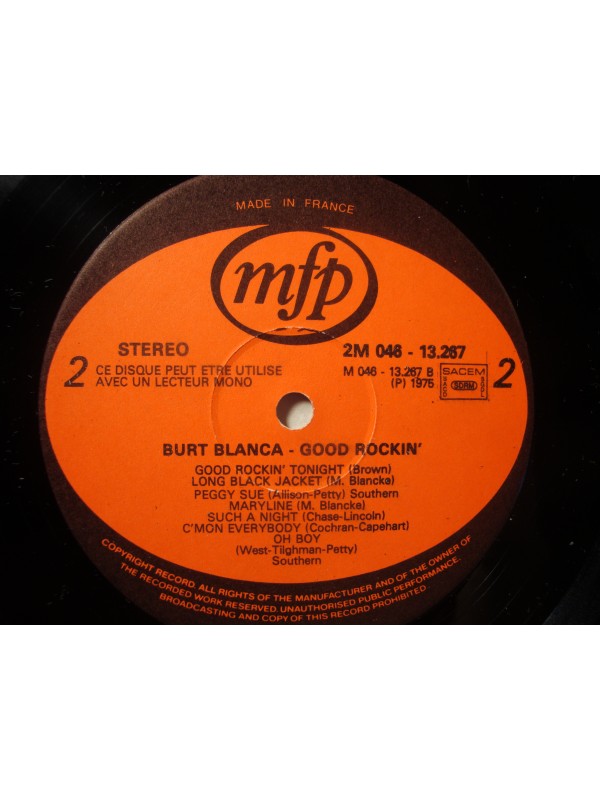 MADE IN FRANCE
mfp
STEREO
2M 046 - 13.267
2 CE DISQUE PEUT ETRE UTILISE
AVEC UN LECTEUR MONO
M 046 - 13.267 B
(P) 1975
SACEM
SDRM
2
BURT BLANCA - GOOD ROCKIN'
GOOD ROCKIN' TONIGHT (Brown)
LONG BLACK JACKET (M. Blancke)
PEGGY SUE (Allison-Petty) Southern
MARYLINE (M. Blancke)
SUCH A NIGHT (Chase-Lincoln)
C'MON EVERYBODY (Cochran-Capehart)
OH BOY
(West-Tilghman-Petty)
Southern
COPYRIGHT RECORD. ALL RIGHTS OF THE MANUFACTURER AND OF THE OWNER OF
THE RECORDED WORK RESERVED. UNAUTHORISED PUBLIC PERFORMANCE,
BROADCASTING AND COPY OF THIS RECORD PROHIBITED.